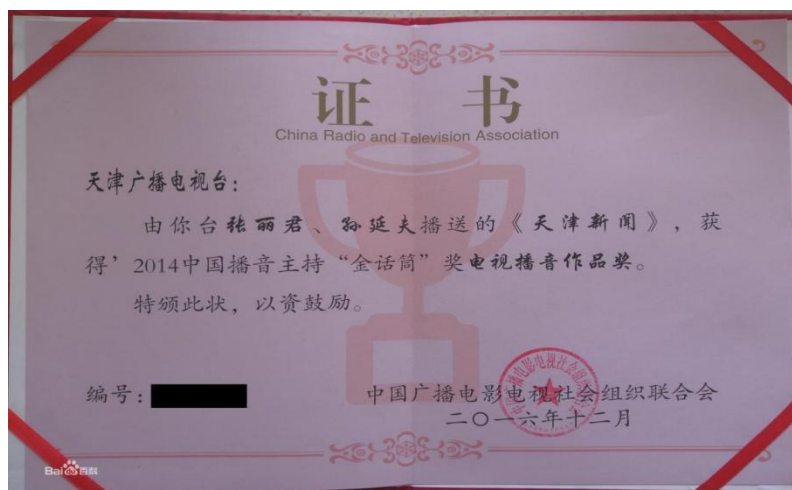 证 书
China Radio and Television Association
天津广播电视台：
由你台张丽君、孙延夫播送的《天津新闻》，获
得’2014中国播音主持“金话筒”奖电视播音作品奖。
特颁此状，以资鼓励。
编号：
中国广播电影电视社会组织联合会
二〇一六年十二月
Bai百科